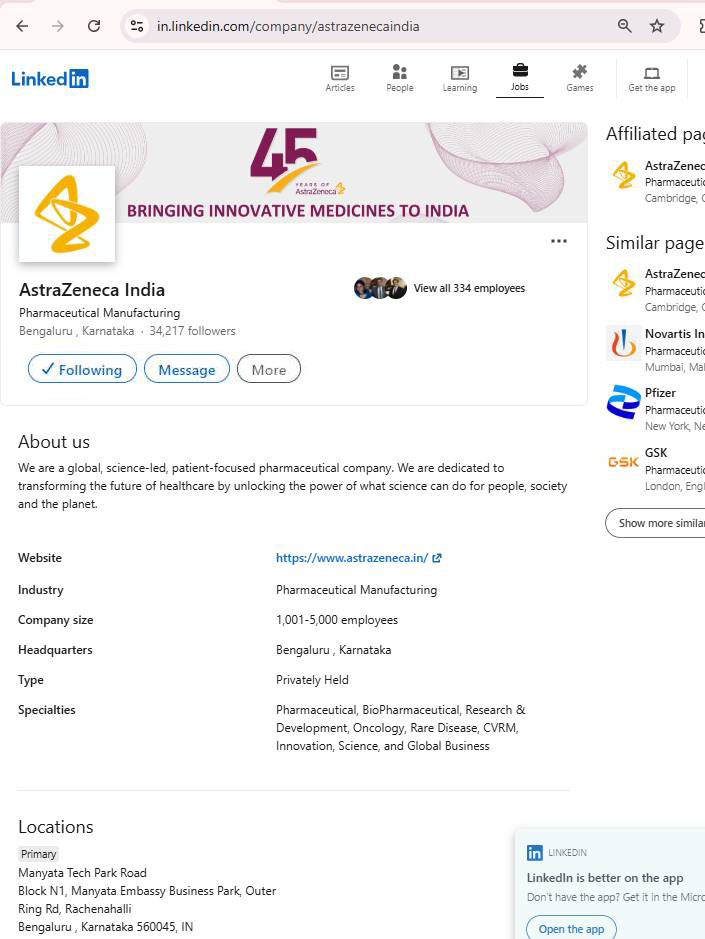 in.linkedin.com/company/astrazenecaindia
LinkedIn
Articles
People
Learning
Jobs
Games
Get the app
45
YEARS OF
AstraZeneca
BRINGING INNOVATIVE MEDICINES TO INDIA
AstraZeneca India
Pharmaceutical Manufacturing
Bengaluru , Karnataka · 34,217 followers
View all 334 employees
Following
Message
More
About us
We are a global, science-led, patient-focused pharmaceutical company. We are dedicated to
transforming the future of healthcare by unlocking the power of what science can do for people, society
and the planet.
Website
https://www.astrazeneca.in/
Industry
Pharmaceutical Manufacturing
Company size
1,001-5,000 employees
Headquarters
Bengaluru , Karnataka
Type
Privately Held
Specialties
Pharmaceutical, BioPharmaceutical, Research &
Development, Oncology, Rare Disease, CVRM,
Innovation, Science, and Global Business
Locations
Primary
Manyata Tech Park Road
Block N1, Manyata Embassy Business Park, Outer
Ring Rd, Rachenahalli
Bengaluru , Karnataka 560045, IN
Affiliated pag
AstraZenec
Pharmaceutic
Cambridge, C
Similar page
AstraZenec
Pharmaceutic
Cambridge, C
Novartis In
Pharmaceutic
Mumbai, Mal
Pfizer
Pharmaceutic
New York, Ne
GSK
GSK
Pharmaceutic
London, Engl
Show more similar
LINKEDIN
LinkedIn is better on the app
Don't have the app? Get it in the Micro
Open the app